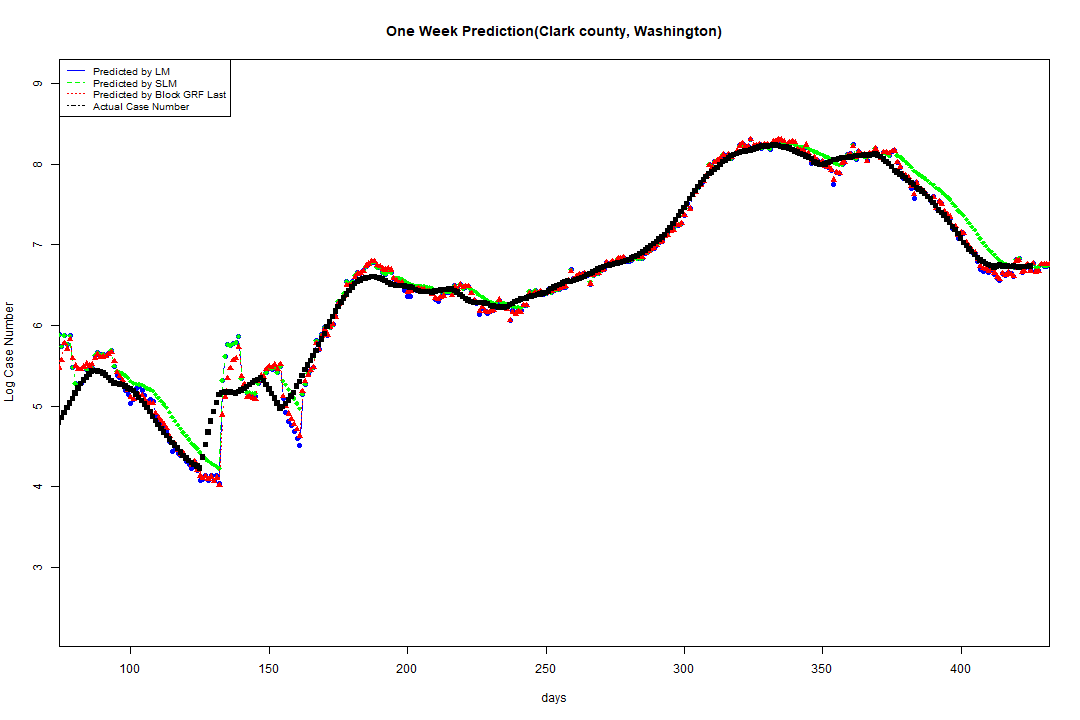 One Week Prediction(Clark county, Washington)
Predicted by LM
Predicted by SLM
Predicted by Block GRF Last
Actual Case Number
9
8
7
6
5
4
3
Log Case Number
100 150 200 250 300 350 400
days